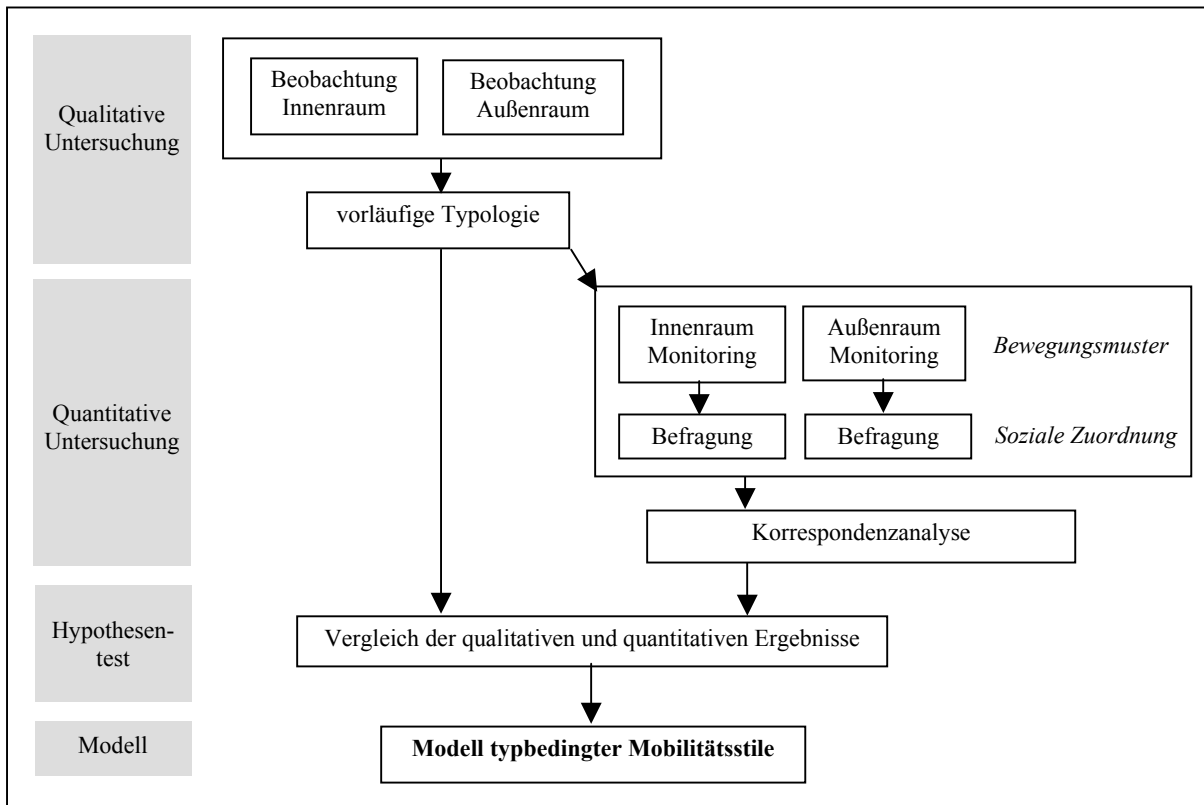 Qualitative
Untersuchung
Beobachtung
Innenraum
Beobachtung
Außenraum
vorläufige Typologie
Quantitative
Untersuchung
Innenraum
Monitoring
Außenraum
Monitoring
Bewegungsmuster
Befragung
Befragung
Soziale Zuordnung
Korrespondenzanalyse
Hypothesen-
test
Vergleich der qualitativen und quantitativen Ergebnisse
Modell
Modell typbedingter Mobilitätsstile